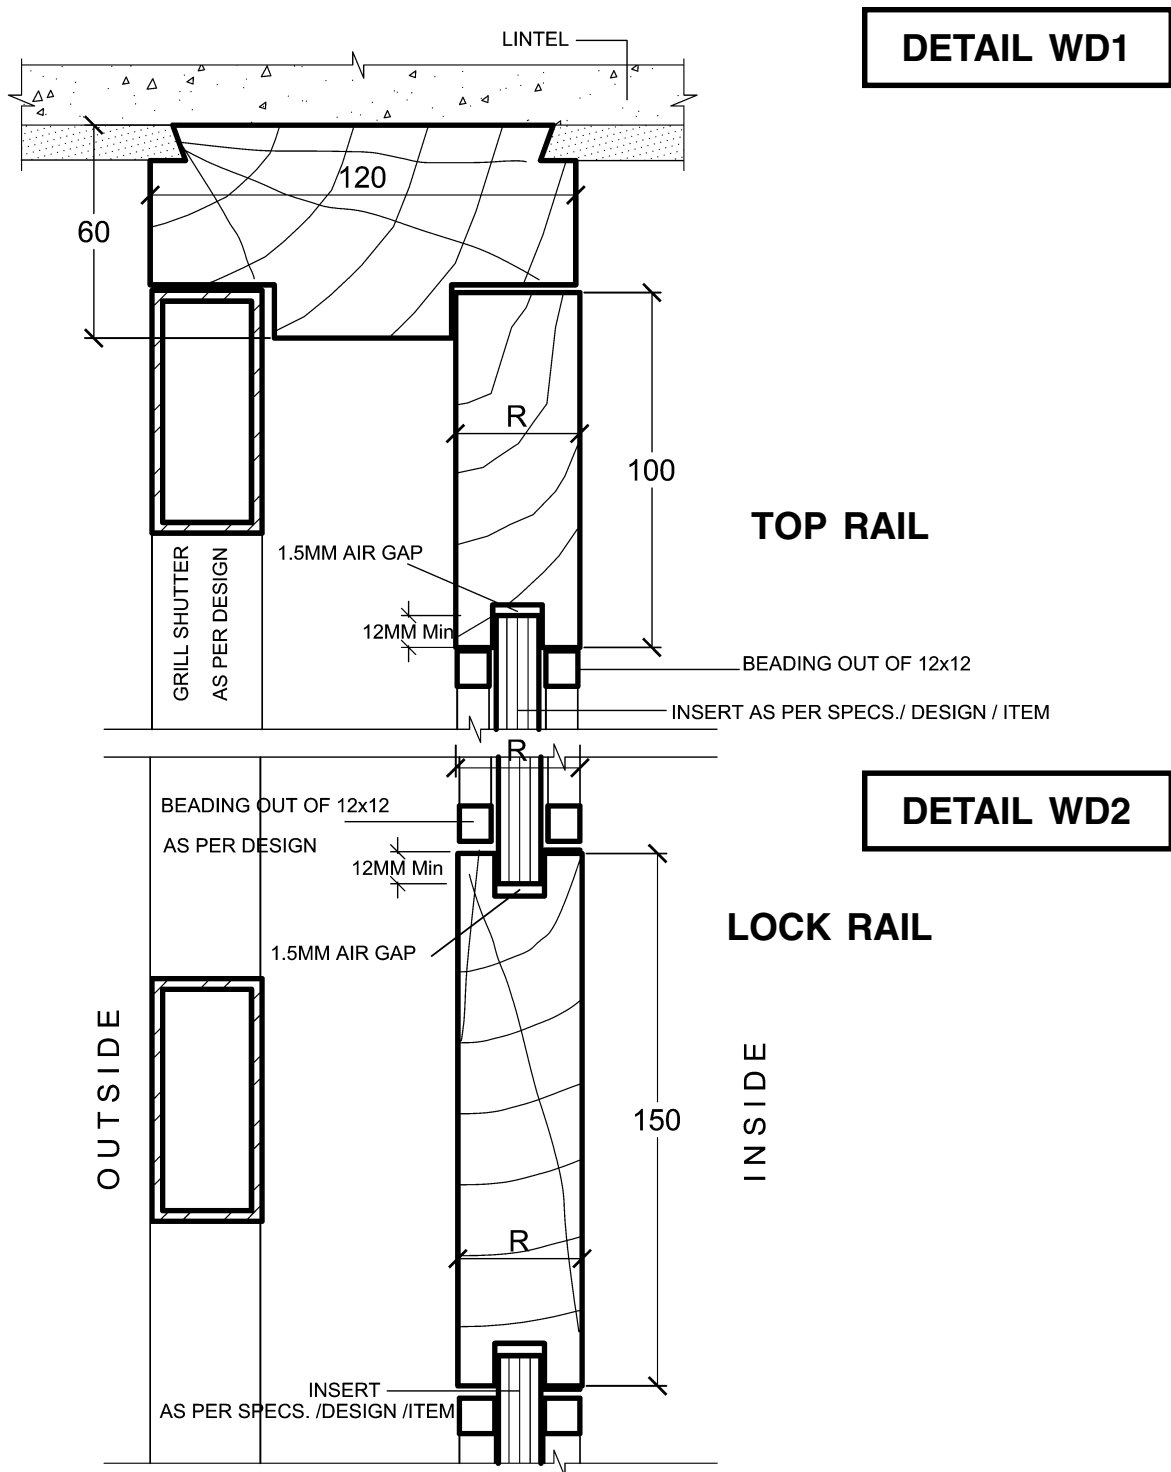 LINTEL
DETAIL WD1
120
60
R
100
TOP RAIL
1.5MM AIR GAP
GRILL SHUTTER
AS PER DESIGN
12MM Min
BEADING OUT OF 12x12
INSERT AS PER SPECS./ DESIGN / ITEM
R
DETAIL WD2
BEADING OUT OF 12x12
AS PER DESIGN
12MM Min
LOCK RAIL
1.5MM AIR GAP
OUTSIDE
INSIDE
150
R
INSERT
AS PER SPECS. /DESIGN /ITEM